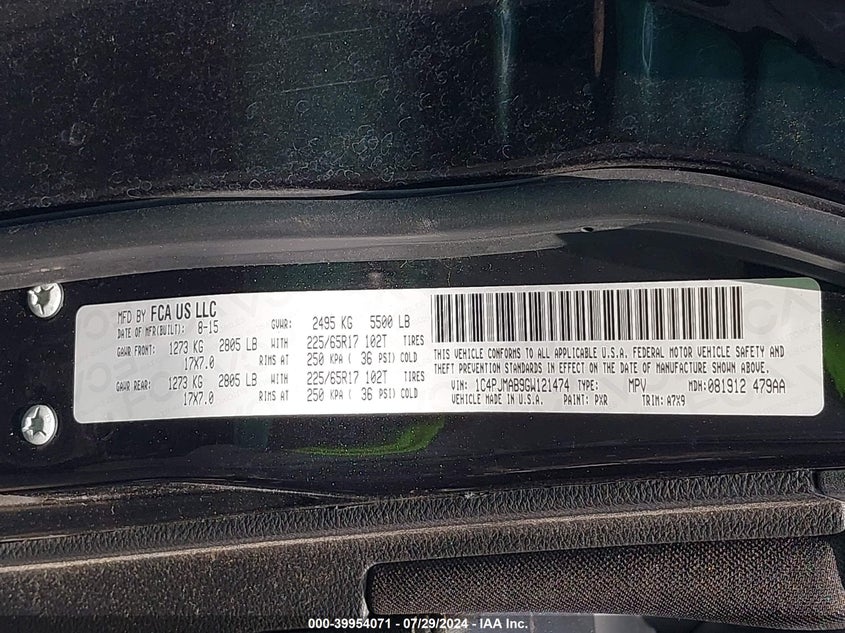 MFD BY FCA US LLC
DATE OF MFR(BUILT): 8-15 GVWR: 2495 KG 5500 LB
GAWR FRONT: 1273 KG 2805 LB WITH 225/65R17 102T TIRES
17X7.0 RIMS AT 250 KPA ( 36 PSI) COLD
GAWR REAR: 1273 KG 2805 LB WITH 225/65R17 102T TIRES
17X7.0 RIMS AT 250 KPA ( 36 PSI) COLD
THIS VEHICLE CONFORMS TO ALL APPLICABLE U.S.A. FEDERAL MOTOR VEHICLE SAFETY AND
THEFT PREVENTION STANDARDS IN EFFECT ON THE DATE OF MANUFACTURE SHOWN ABOVE.
VIN: 1C4PJMAB9GW121474 TYPE: MPV MDH: 081912 479AA
VEHICLE MADE IN U.S.A. PAINT: PXR TRIM: A7X9
000-39954071 / 07/29/2024 - IAA Inc.